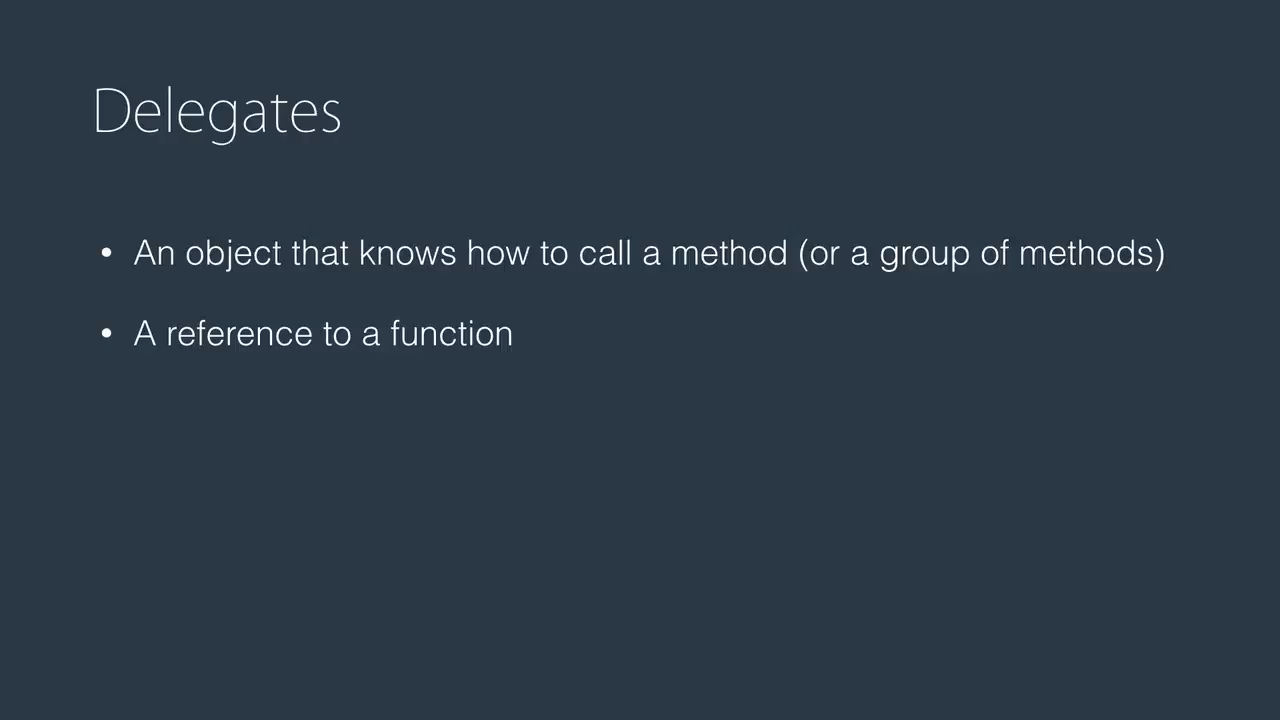 Delegates
• An object that knows how to call a method (or a group of methods)
• A reference to a function